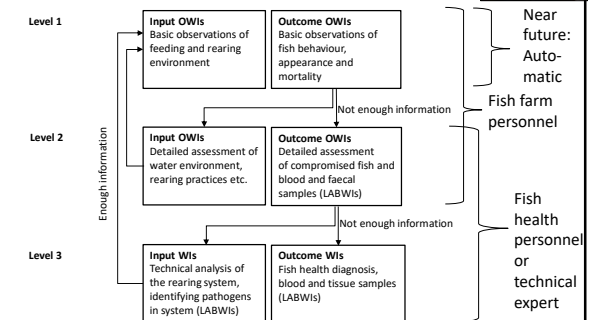 Level 1
Input OWIs
Basic observations of
feeding and rearing
environment
Outcome OWIs
Basic observations of
fish behaviour,
appearance and
mortality
Near
future:
Auto-
matic
Not enough information
Fish farm
personnel
Level 2
Input OWIs
Detailed assessment of
water environment,
rearing practices etc.
Outcome OWIs
Detailed assessment
of compromised fish and
blood and faecal
samples (LABWIs)
Enough information
Not enough information
Fish
health
personnel
or
technical
expert
Level 3
Input WIs
Technical analysis of
the rearing system,
identifying pathogens
in system (LABWIs)
Outcome WIs
Fish health diagnosis,
blood and tissue samples
(LABWIs)